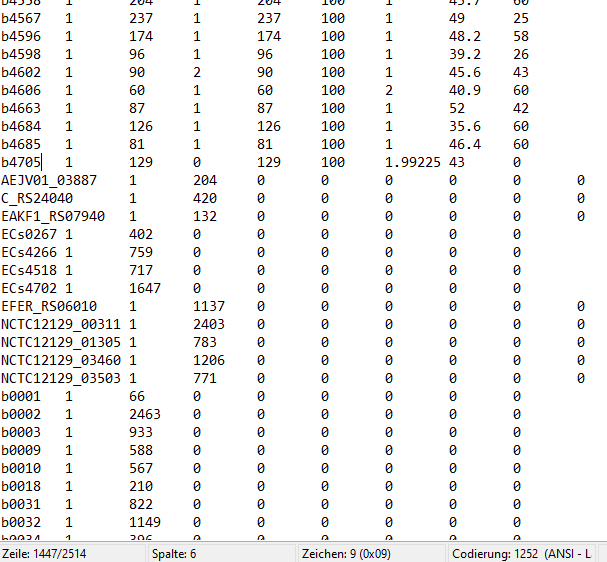 b4558 1 204 1 204 100 1 45.7 60
b4567 1 237 1 237 100 1 49 25
b4596 1 174 1 174 100 1 48.2 58
b4598 1 96 1 96 100 1 39.2 26
b4602 1 90 2 90 100 1 45.6 43
b4606 1 60 1 60 100 2 40.9 60
b4663 1 87 1 87 100 1 52 42
b4684 1 126 1 126 100 1 35.6 60
b4685 1 81 1 81 100 1 46.4 60
b4705 1 129 0 129 100 1.99225 43 0
AEJV01_03887 1 204 0 0 0 0 0 0
C_RS24040 1 420 0 0 0 0 0 0
EAKF1_RS07940 1 132 0 0 0 0 0 0
ECs0267 1 402 0 0 0 0 0 0
ECs4266 1 759 0 0 0 0 0 0
ECs4518 1 717 0 0 0 0 0 0
ECs4702 1 1647 0 0 0 0 0 0
EFER_RS06010 1 1137 0 0 0 0 0 0
NCTC12129_00311 1 2403 0 0 0 0 0 0
NCTC12129_01305 1 783 0 0 0 0 0 0
NCTC12129_03460 1 1206 0 0 0 0 0 0
NCTC12129_03503 1 771 0 0 0 0 0 0
b0001 1 66 0 0 0 0 0 0
b0002 1 2463 0 0 0 0 0 0
b0003 1 933 0 0 0 0 0 0
b0009 1 588 0 0 0 0 0 0
b0010 1 567 0 0 0 0 0 0
b0018 1 210 0 0 0 0 0 0
b0031 1 822 0 0 0 0 0 0
b0032 1 1149 0 0 0 0 0 0
b0034 1 396 0 0 0 0 0 0
Zeile: 1447/2514 Spalte: 6 Zeichen: 9 (0x09) Codierung: 1252 (ANSI - L